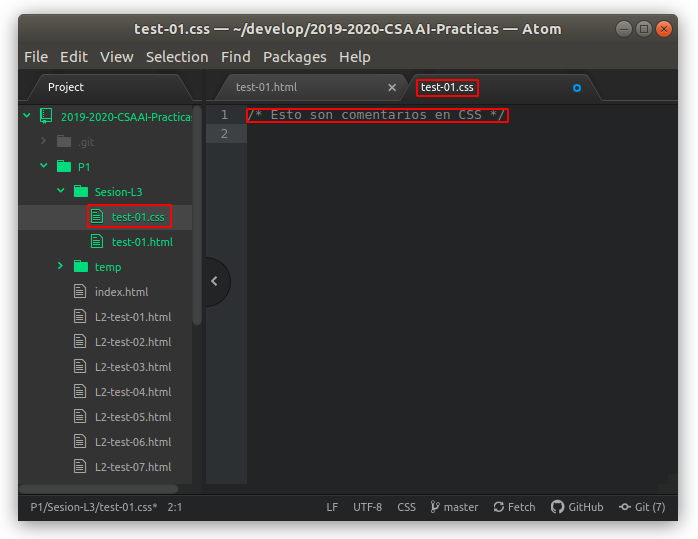 test-01.css — ~/develop/2019-2020-CSAAI-Practicas — Atom
File Edit View Selection Find Packages Help
Project
test-01.html
test-01.css
2019-2020-CSAAI-Practicas
.git
P1
Sesion-L3
test-01.css
test-01.html
temp
index.html
L2-test-01.html
L2-test-02.html
L2-test-03.html
L2-test-04.html
L2-test-05.html
L2-test-06.html
L2-test-07.html
1 /* Esto son comentarios en CSS */
2
P1/Sesion-L3/test-01.css* 2:1 LF UTF-8 CSS master Fetch GitHub Git (7)